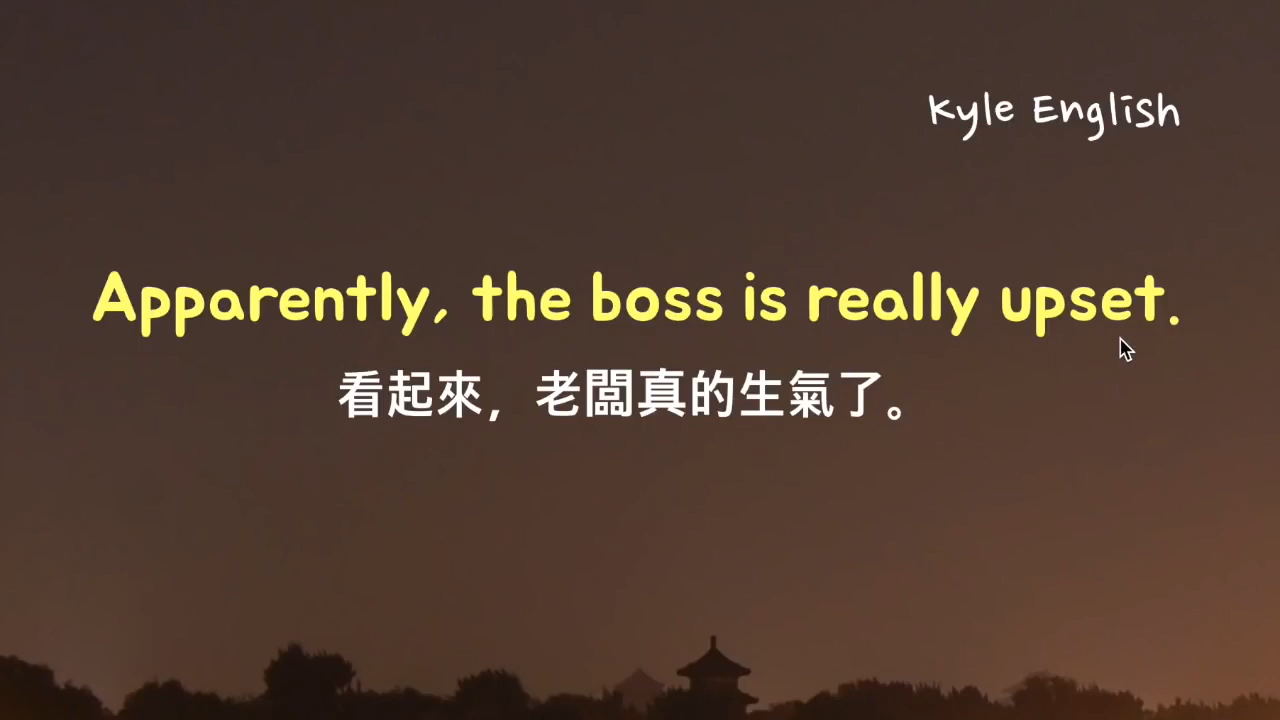 Kyle English
Apparently, the boss is really upset.
看起來，老闆真的生氣了。